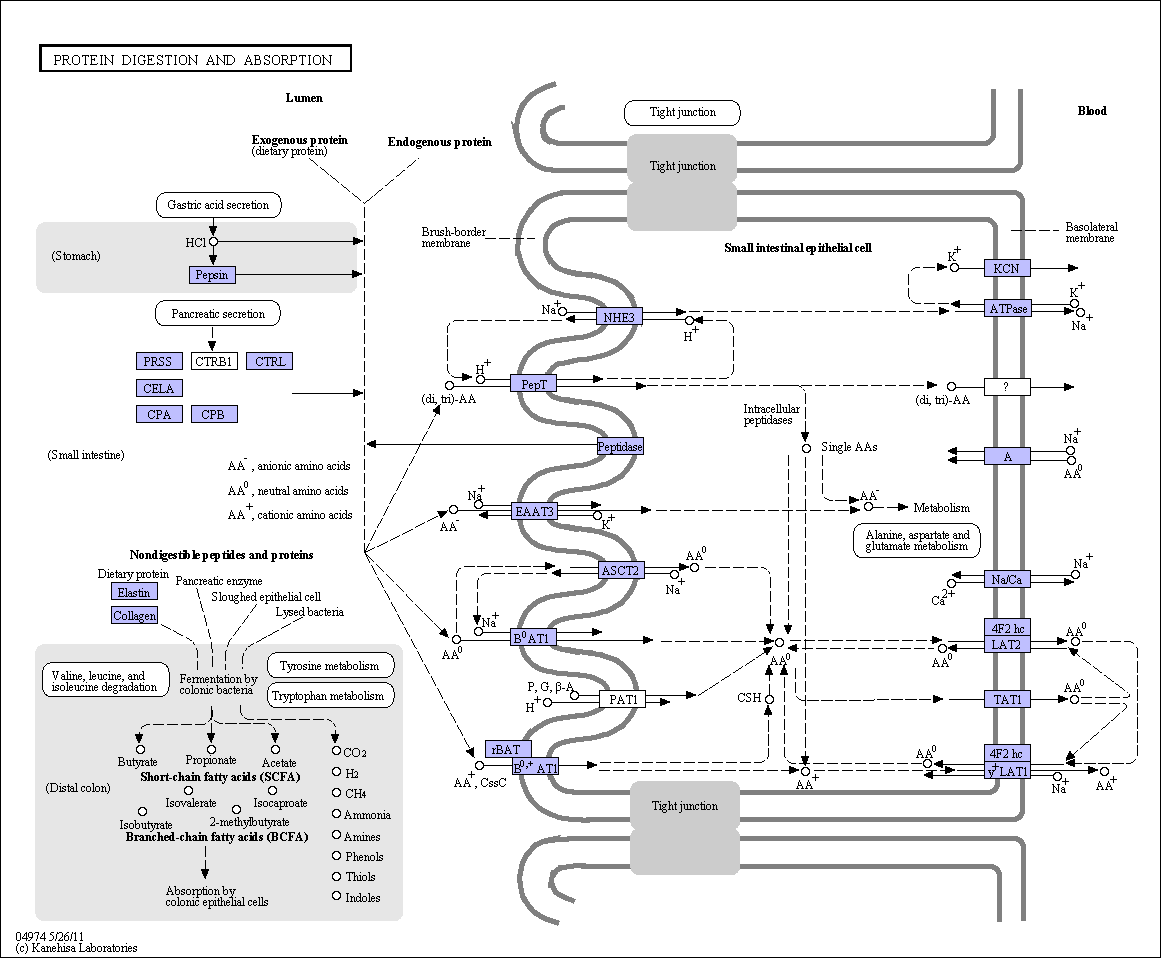 PROTEIN DIGESTION AND ABSORPTION
Lumen
Exogenous protein
(dietary protein)
Endogenous protein
Tight junction
Tight junction
Blood
Gastric acid secretion
HCl
(Stomach)
Pepsin
Brush-border
membrane
Small intestinal epithelial cell
Basolateral
membrane
K+
KCN
Pancreatic secretion
Na+
NHE3
H+
ATPase
K+
Na+
PRSS
CTRB1
CTRL
CELA
CPA
CPB
H+
PepT
(di, tri)-AA
(di, tri)-AA
?
Intracellular
peptidases
Peptidase
Single AAs
Na+
A
AA0
(Small intestine)
AA-, anionic amino acids
AA0, neutral amino acids
AA+, cationic amino acids
Na+
EAAT3
AA-
K+
AA-
Metabolism
Alanine, aspartate and
glutamate metabolism
Nondigestible peptides and proteins
Dietary protein
Pancreatic enzyme
Elastin
Sloughed epithelial cell
Collagen
Lysed bacteria
ASCT2
AA0
Na+
Na/Ca
Na+
Ca2+
Na+
B0AT1
AA0
AA0
4F2 hc
LAT2
AA0
AA0
Valine, leucine, and
isoleucine degradation
Fermentation by
colonic bacteria
Tyrosine metabolism
Tryptophan metabolism
P, G, β-A
H+
PAT1
CSH
TAT1
AA0
Butyrate
Propionate
Acetate
Short-chain fatty acids (SCFA)
(Distal colon)
Isovalerate
Isocaproate
Isobutyrate
2-methylbutyrate
Branched-chain fatty acids (BCFA)
Absorption by
colonic epithelial cells
CO2
H2
CH4
Ammonia
Amines
Phenols
Thiols
Indoles
rBAT
B0,+AT1
AA+, CssC
AA+
AA0
4F2 hc
y+LAT1
Na+
AA+
Tight junction
04974 5/26/11
(c) Kanehisa Laboratories